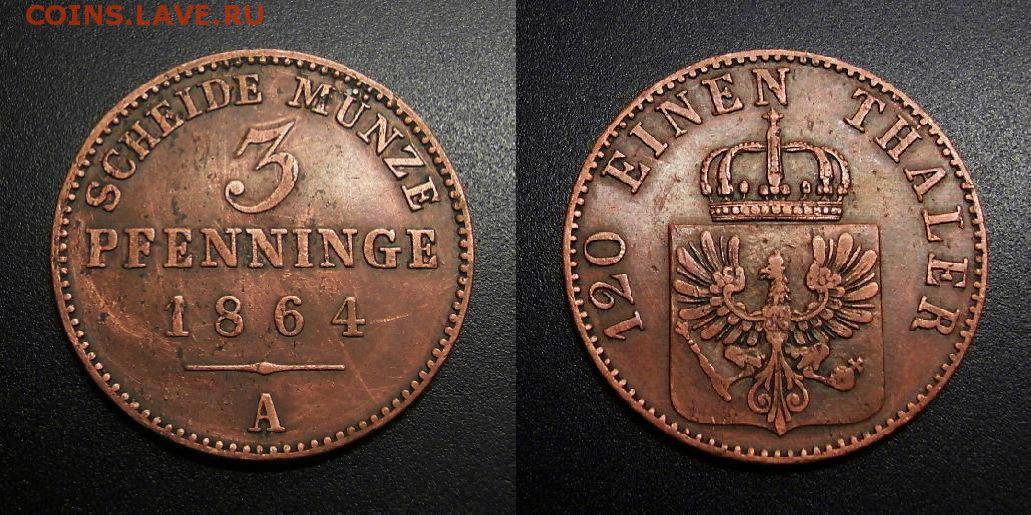 COINS.LAVE.RU
SCHEIDE MÜNZE
3
PFENNINGE
1864
A
120 EINEN THALER